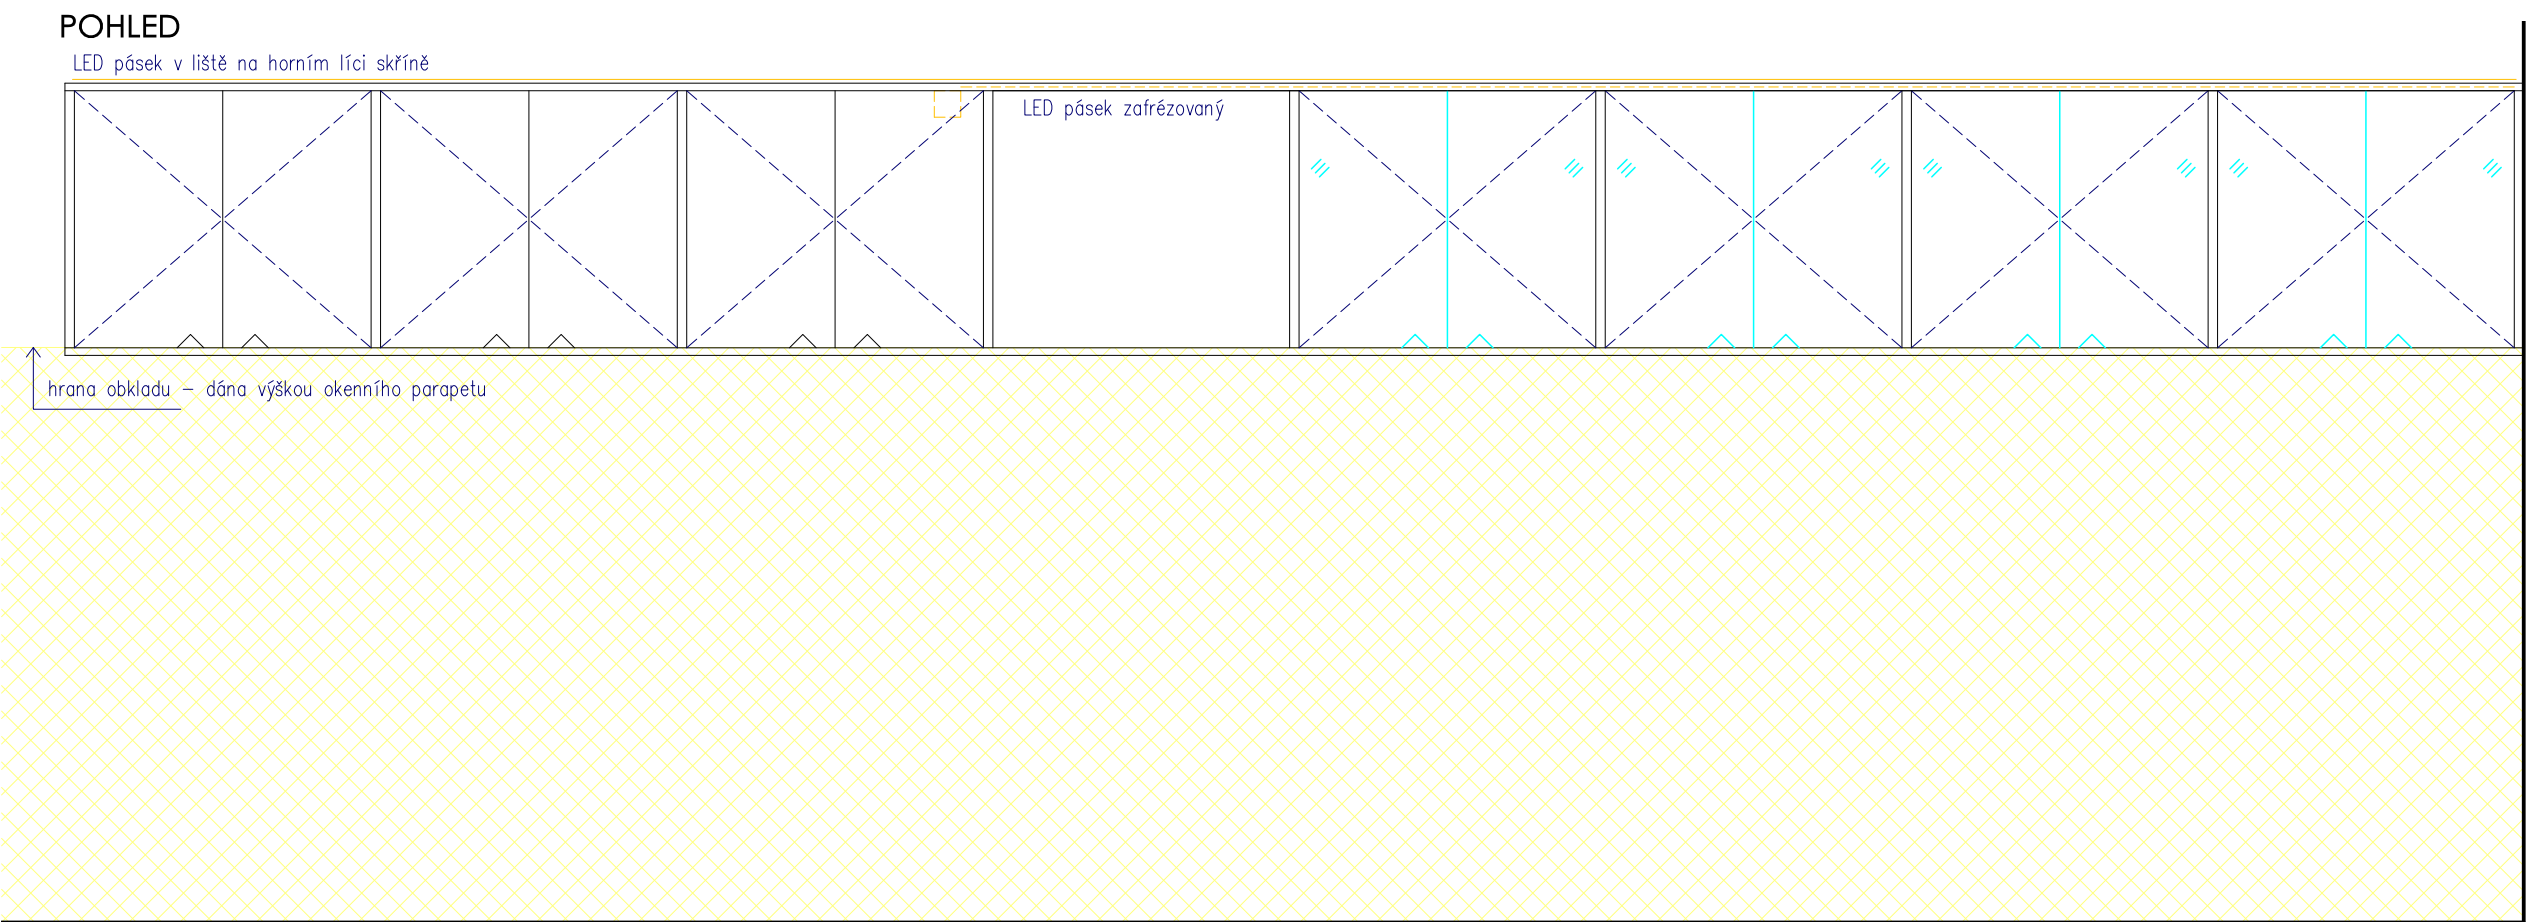 POHLED
LED pásek v liště na horním líci skříně
LED pásek zafrézovaný
hrana obkladu – dána výškou okenního parapetu